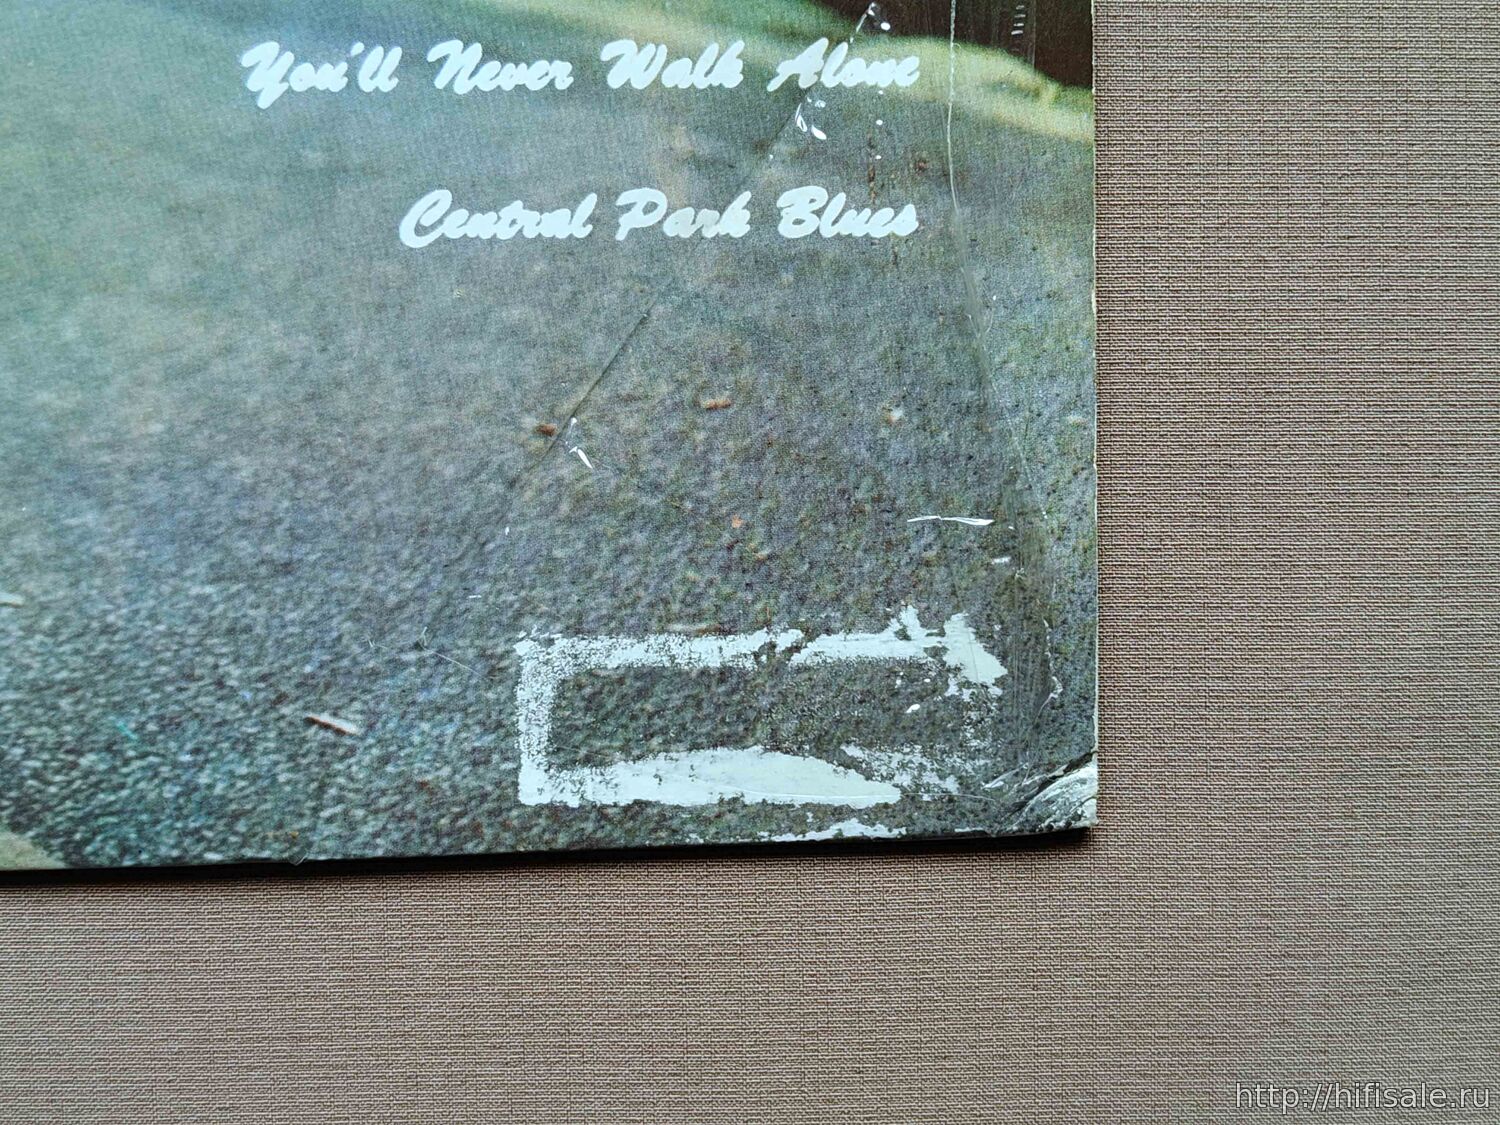 You'll Never Walk Alone
Central Park Blues
http://hifisale.ru